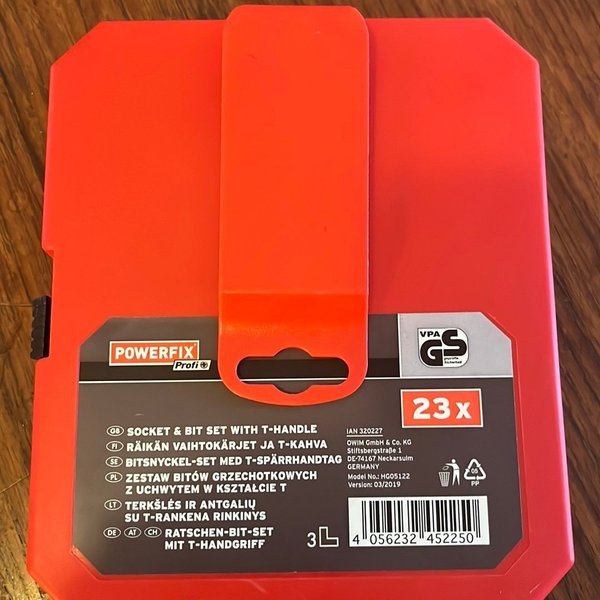 POWERFIX®
Profi
VPA
GS
geprüfte
Sicherheit
23 x
GB SOCKET & BIT SET WITH T-HANDLE
FI RÄIKÄN VAIHTOKÄRJET JA T-KAHVA
SE BITSNYCKEL-SET MED T-SPÄRRHANDTAG
PL ZESTAW BITÓW GRZECHOTKOWYCH
Z UCHWYTEM W KSZTAŁCIE T
LT TERKŠLĖS IR ANTGALIŲ
SU T-RANKENA RINKINYS
DE AT CH RATSCHEN-BIT-SET
MIT T-HANDGRIFF
IAN 320227
OWIM GmbH & Co. KG
Stiftsbergstraße 1
DE-74167 Neckarsulm
GERMANY
Model No.: HG05122
Version: 03/2019
05
PP
3
4 056232 452250